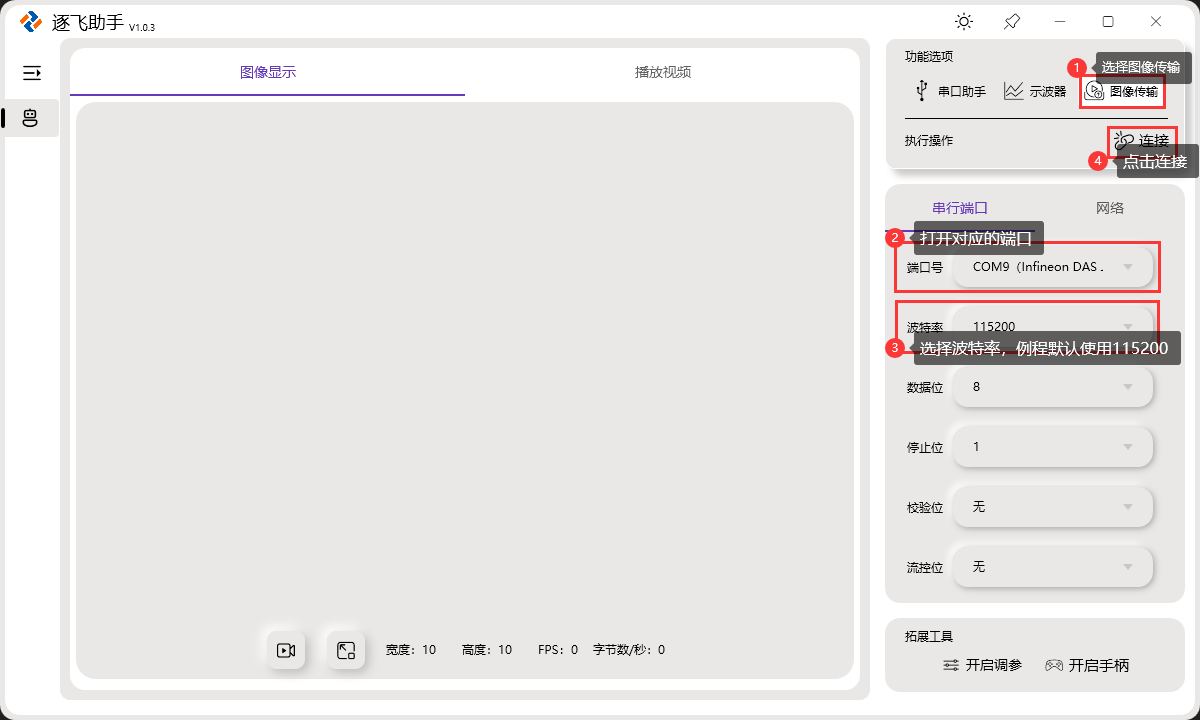 逐飞助手 V1.0.3
图像显示
播放视频
功能选项
1 选择图像传输
串口助手
示波器
图像传输
执行操作
连接
4 点击连接
串行端口
网络
2 打开对应的端口
端口号
COM9（Infineon DAS .
波特率
115200
3 选择波特率，例程默认使用115200
数据位
8
停止位
1
校验位
无
流控位
无
宽度：10
高度：10
FPS：0
字节数/秒：0
拓展工具
开启调参
开启手柄